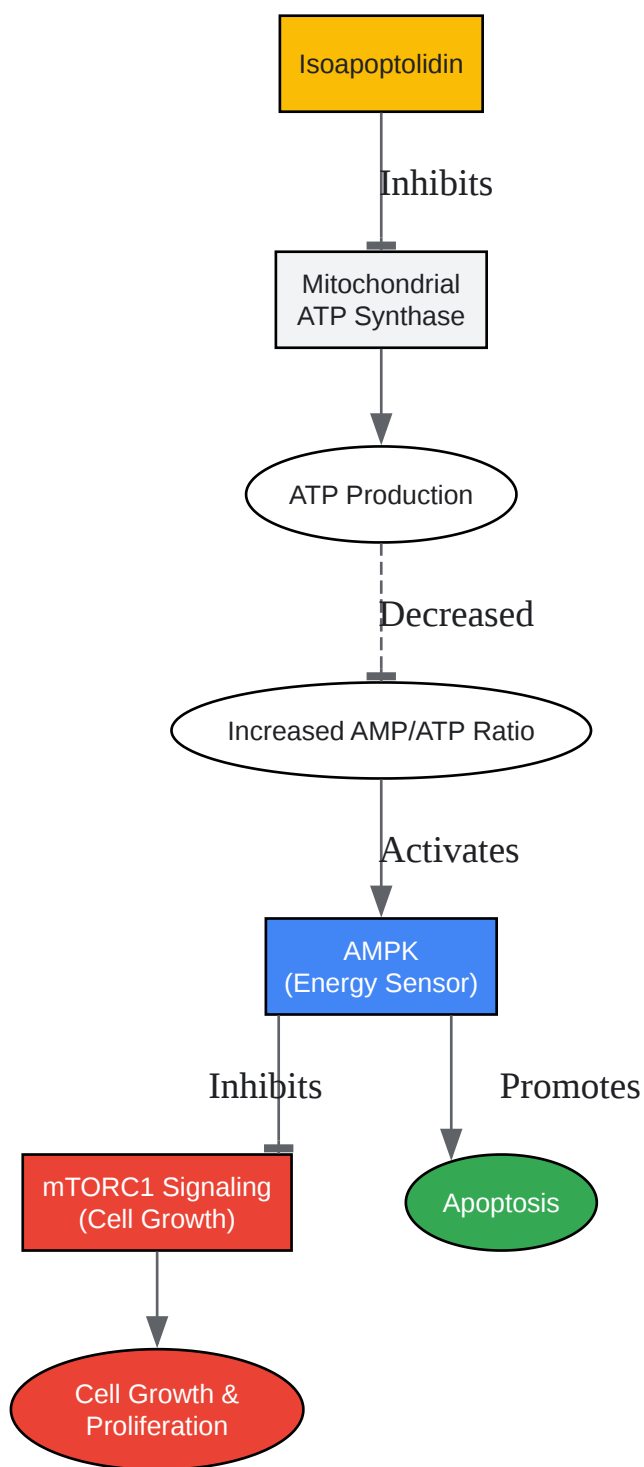 Isoapoptolidin
Inhibits
Mitochondrial
ATP Synthase
ATP Production
Decreased
Increased AMP/ATP Ratio
Activates
AMPK
(Energy Sensor)
Inhibits
Promotes
mTORC1 Signaling
(Cell Growth)
Apoptosis
Cell Growth &
Proliferation